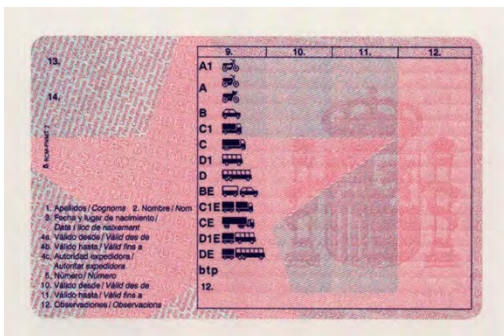 9. 10. 11. 12.
13.
14.
A1
A
B
C1
C
D1
D
BE
C1E
CE
D1E
DE
btp
12.
1. Apellidos / Cognoms 2. Nombre / Nom
3. Fecha y lugar de nacimiento /
Data i lloc de naixement
4a. Válido desde / Vàlid des de
4b. Válido hasta / Vàlid fins a
4c. Autoridad expedidora /
Autoritat expedidora
5. Número / Número
10. Válido desde / Vàlid des de
11. Válido hasta / Vàlid fins a
12. Observaciones / Observacions